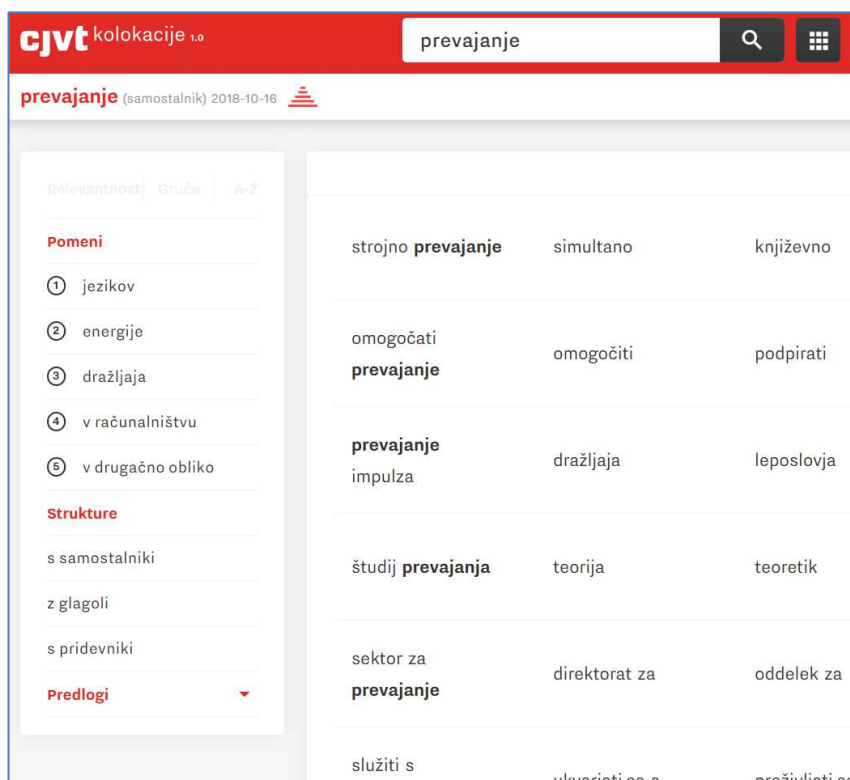 cjvt kolokacije 1.0
prevajanje
prevajanje (samostalnik) 2018-10-16
Relevantnost Gruče A-Ž
Pomeni
1 jezikov
2 energije
3 dražljaja
4 v računalništvu
5 v drugačno obliko
Strukture
s samostalniki
z glagoli
s pridevniki
Predlogi
strojno prevajanje simultano književno
omogočati
prevajanje
omogočiti podpirati
prevajanje
impulza
dražljaja leposlovja
študij prevajanja teorija teoretik
sektor za
prevajanje
direktorat za oddelek za
služiti s